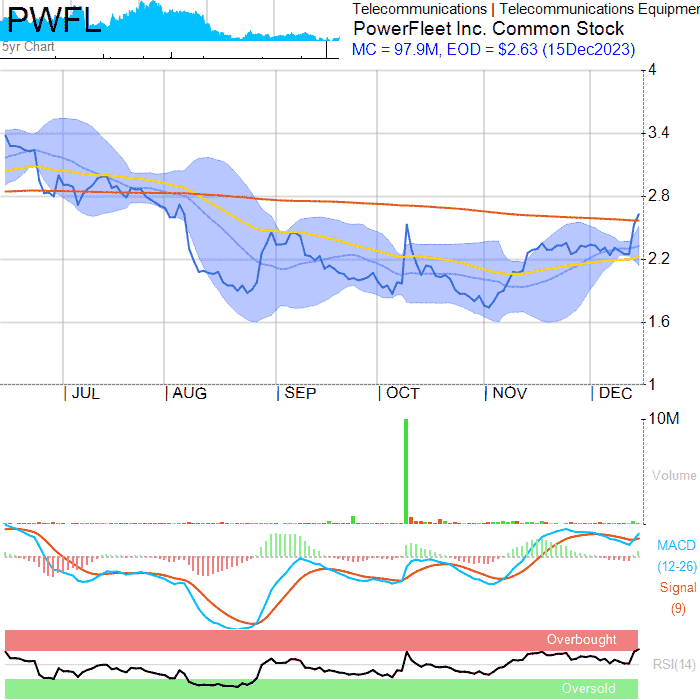 PWFL
5yr Chart
Telecommunications | Telecommunications Equipmen
PowerFleet Inc. Common Stock
MC = 97.9M, EOD = $2.63 (15Dec2023)
4
3.4
2.8
2.2
1.6
1
JUL AUG SEP OCT NOV DEC
10M
Volume
MACD
(12-26)
Signal
(9)
Overbought
RSI(14)
Oversold